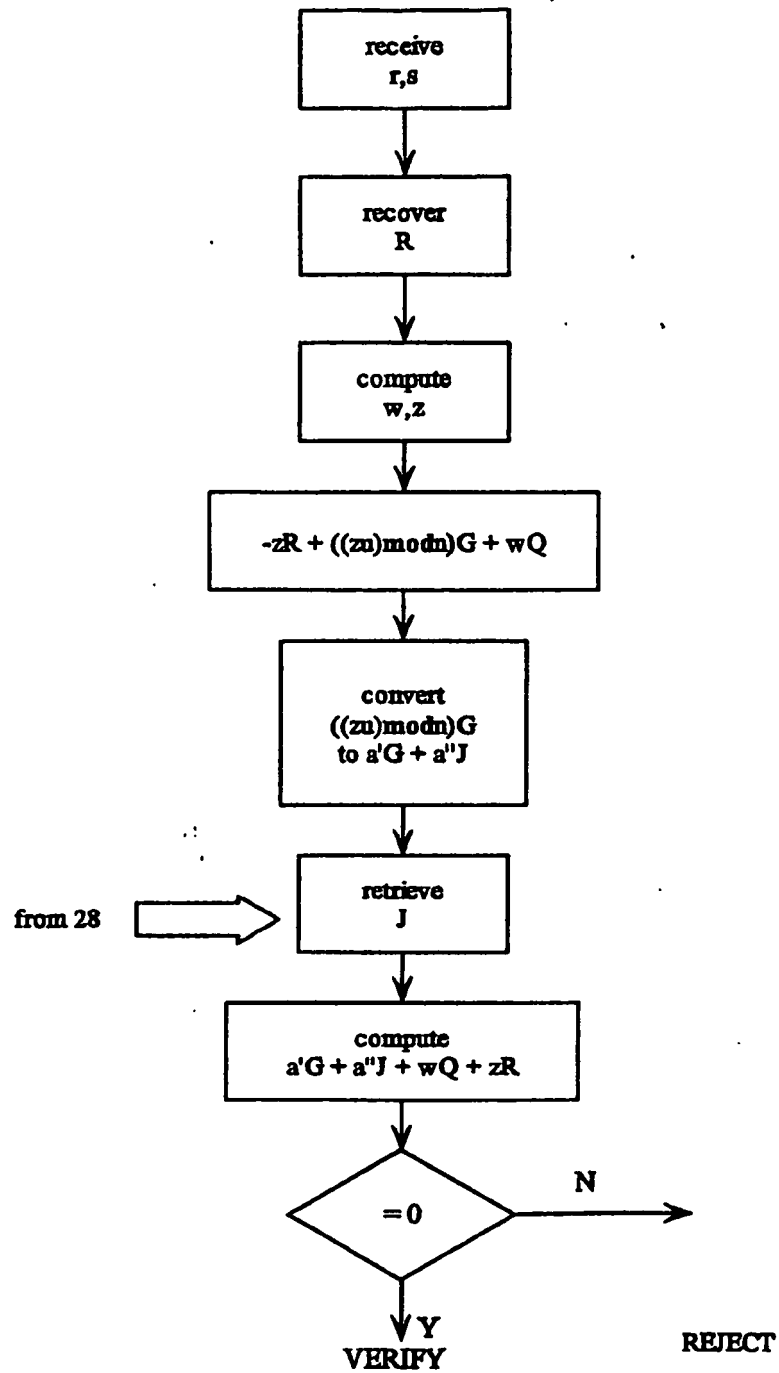 receive
r,s
recover
R
compute
w,z
-zR + ((zu)modn)G + wQ
convert
((zu)modn)G
to a'G + a"J
from 28
retrieve
J
compute
a'G + a"J + wQ + zR
= 0
N
Y
VERIFY
REJECT